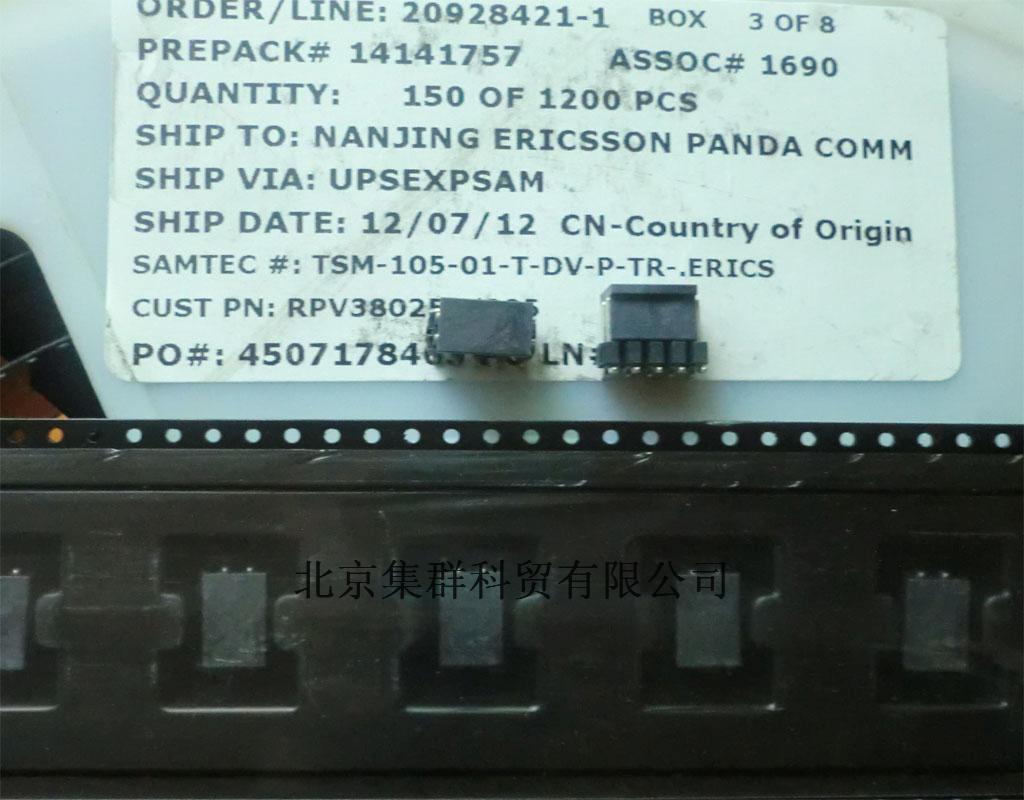 ORDER/LINE: 20928421-1 BOX 3 OF 8
PREPACK# 14141757 ASSOC# 1690
QUANTITY: 150 OF 1200 PCS
SHIP TO: NANJING ERICSSON PANDA COMM
SHIP VIA: UPSEXPSAM
SHIP DATE: 12/07/12 CN-Country of Origin
SAMTEC #: TSM-105-01-T-DV-P-TR-.ERICS
CUST PN:
PO#: LN:
北京集群科贸有限公司